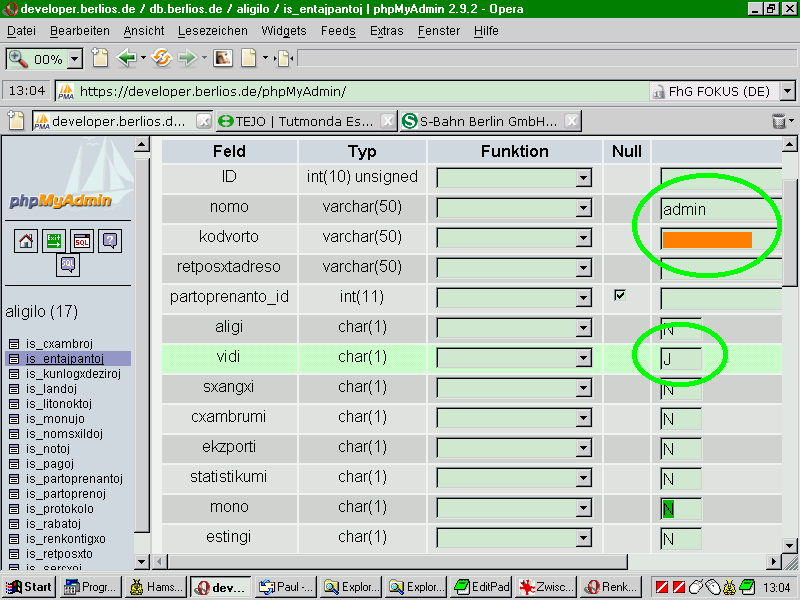 developer.berlios.de / db.berlios.de / aligilo / is_entajpantoj | phpMyAdmin 2.9.2 - Opera
Datei Bearbeiten Ansicht Lesezeichen Widgets Feeds Extras Fenster Hilfe
00%
13:04 PMA https://developer.berlios.de/phpMyAdmin/ FhG FOKUS (DE)
PMA developer.berlios.d... TEJO | Tutmonda Es... S-Bahn Berlin GmbH...
phpMyAdmin
Exit SQL ?
SQL
aligilo (17)
is_cxambroj
is_entajpantoj
is_kunlogxdeziroj
is_landoj
is_litonoktoj
is_monujo
is_nomsxildoj
is_notoj
is_pagoj
is_partoprenantoj
is_partoprenoj
is_protokolo
is_rabatoj
is_renkontigxo
is_retposxto
is_sercxoj
Feld Typ Funktion Null
ID int(10) unsigned
nomo varchar(50) admin
kodvorto varchar(50)
retposxtadreso varchar(50)
partoprenanto_id int(11)
aligi char(1) N
vidi char(1) J
sxangxi char(1) N
cxambrumi char(1) N
ekzporti char(1) N
statistikumi char(1) N
mono char(1) N
estingi char(1) N
Start Progr... Hams... dev... Paul -... Explor... Explor... EditPad Zwisc... Renk... 13:04